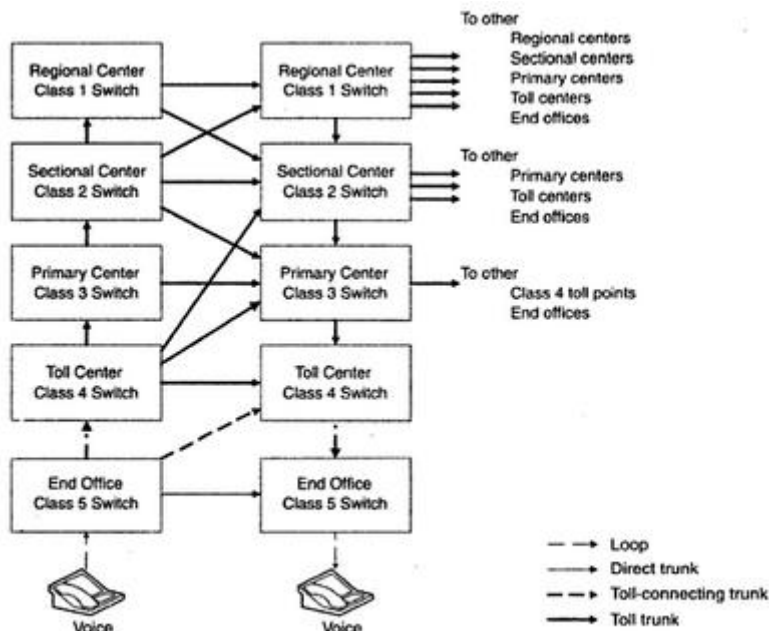 To other
Regional centers
Sectional centers
Primary centers
Toll centers
End offices
Regional Center
Class 1 Switch
Regional Center
Class 1 Switch
Sectional Center
Class 2 Switch
Sectional Center
Class 2 Switch
To other
Primary centers
Toll centers
End offices
Primary Center
Class 3 Switch
Primary Center
Class 3 Switch
To other
Class 4 toll points
End offices
Toll Center
Class 4 Switch
Toll Center
Class 4 Switch
End Office
Class 5 Switch
End Office
Class 5 Switch
Loop
Direct trunk
Toll-connecting trunk
Toll trunk
Voice
Voice